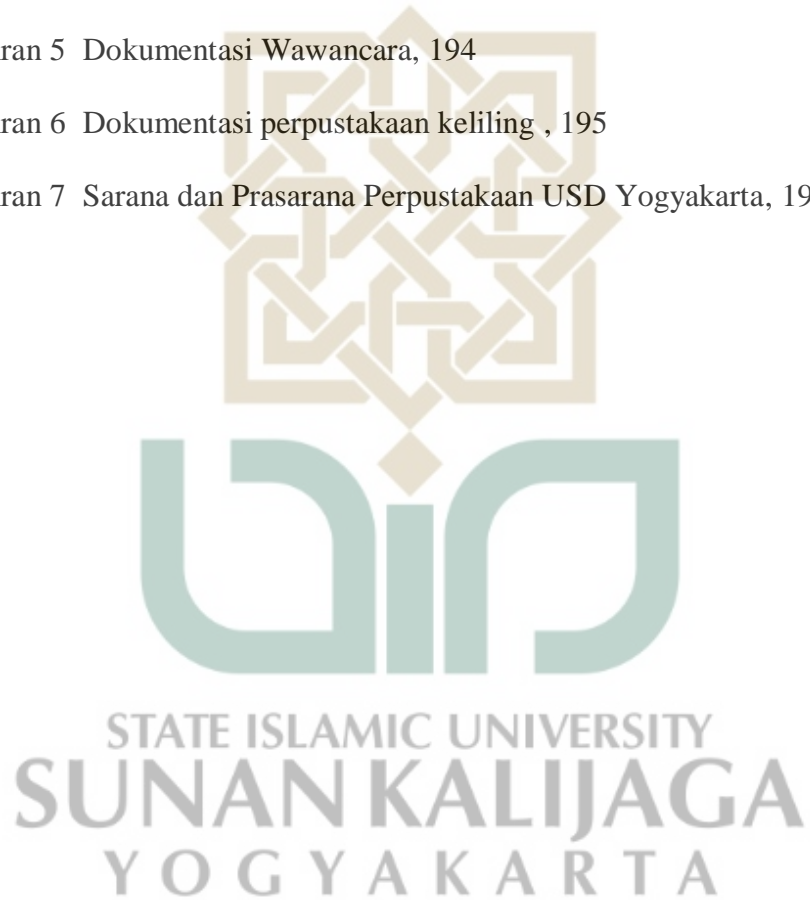 ran 5 Dokumentasi Wawancara, 194
ran 6 Dokumentasi perpustakaan keliling , 195
ran 7 Sarana dan Prasarana Perpustakaan USD Yogyakarta, 19
STATE ISLAMIC UNIVERSITY
SUNAN KALIJAGA
YOGYAKARTA